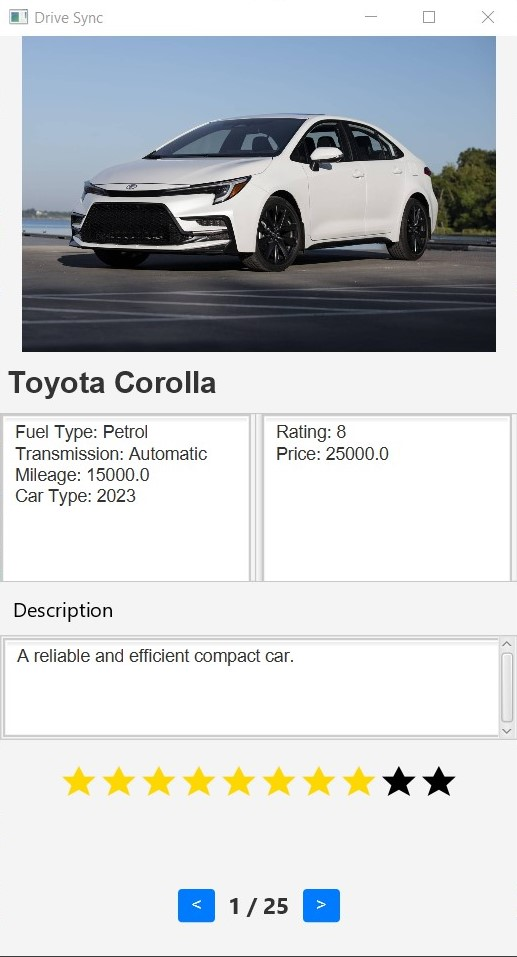 Drive Sync
Toyota Corolla
Fuel Type: Petrol
Transmission: Automatic
Mileage: 15000.0
Car Type: 2023
Rating: 8
Price: 25000.0
Description
A reliable and efficient compact car.
< 1 / 25 >